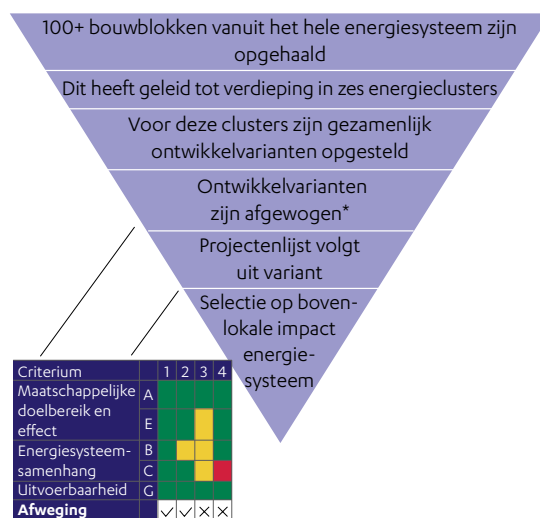 100+ bouwblokken vanuit het hele energiesysteem zijn
opgehaald
Dit heeft geleid tot verdieping in zes energieclusters
Voor deze clusters zijn gezamenlijk
ontwikkelvarianten opgesteld
Ontwikkelvarianten
zijn afgewogen*
Projectenlijst volgt
uit variant
Selectie op boven-
lokale impact
energie-
systeem
Criterium 1 2 3 4
Maatschappelijke A
doelbereik en
effect E
Energiesysteem- B
samenhang C
Uitvoerbaarheid G
Afweging ✓ ✓ × ×